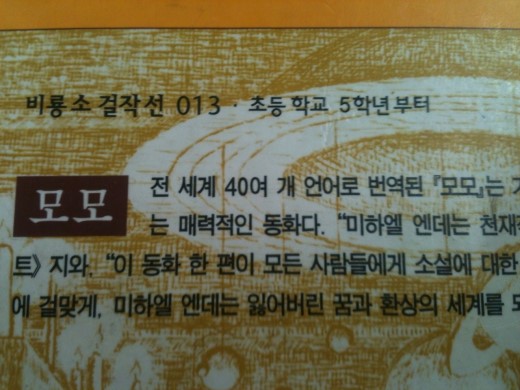 비룡소 걸작선 013 · 초등 학교 5학년부터
모모
전 세계 40여 개 언어로 번역된 『모모』는
는 매력적인 동화다. “미하엘 엔데는 천재
트》 지와, “이 동화 한 편이 모든 사람들에게 소설에 대한
에 걸맞게, 미하엘 엔데는 잃어버린 꿈과 환상의 세계를